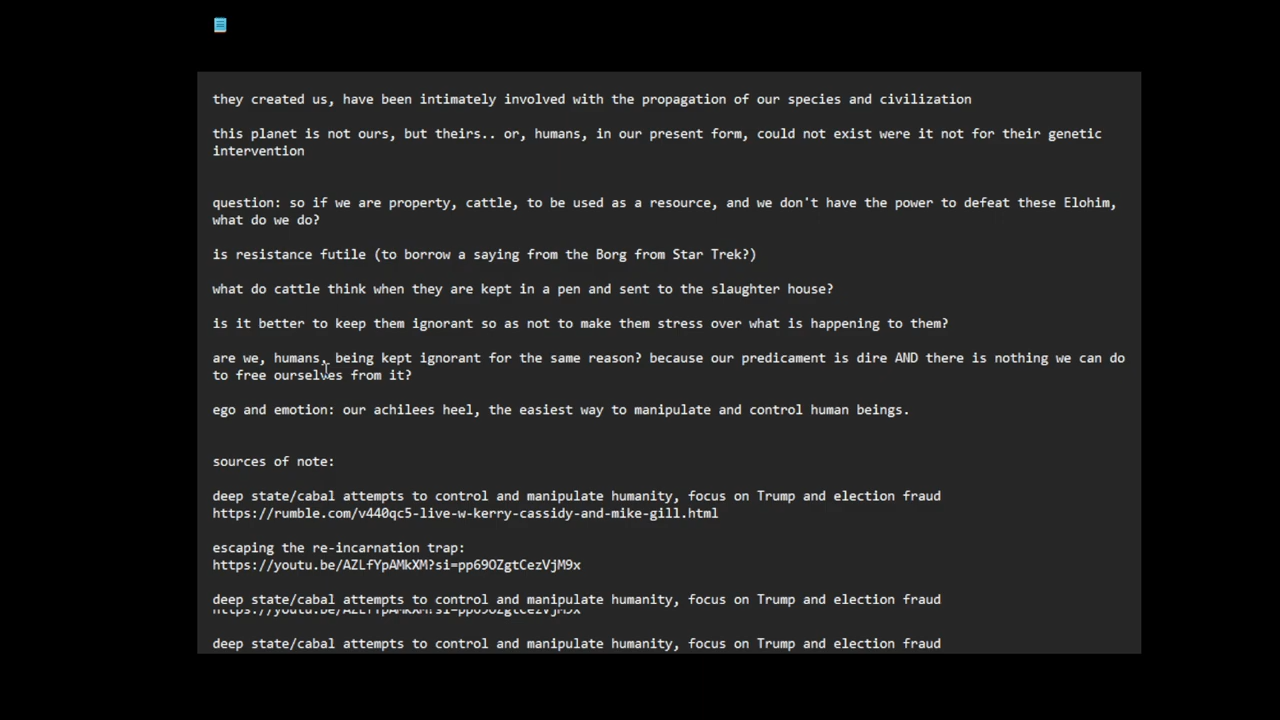 they created us, have been intimately involved with the propagation of our species and civilization
this planet is not ours, but theirs.. or, humans, in our present form, could not exist were it not for their genetic
intervention
question: so if we are property, cattle, to be used as a resource, and we don't have the power to defeat these Elohim,
what do we do?
is resistance futile (to borrow a saying from the Borg from Star Trek?)
what do cattle think when they are kept in a pen and sent to the slaughter house?
is it better to keep them ignorant so as not to make them stress over what is happening to them?
are we, humans, being kept ignorant for the same reason? because our predicament is dire AND there is nothing we can do
to free ourselves from it?
ego and emotion: our achilees heel, the easiest way to manipulate and control human beings.
sources of note:
deep state/cabal attempts to control and manipulate humanity, focus on Trump and election fraud
https://rumble.com/v440qc5-live-w-kerry-cassidy-and-mike-gill.html
escaping the re-incarnation trap:
https://youtu.be/AZLfYpAMkXM?si=pp69OZgtCezVjM9x
deep state/cabal attempts to control and manipulate humanity, focus on Trump and election fraud
deep state/cabal attempts to control and manipulate humanity, focus on Trump and election fraud